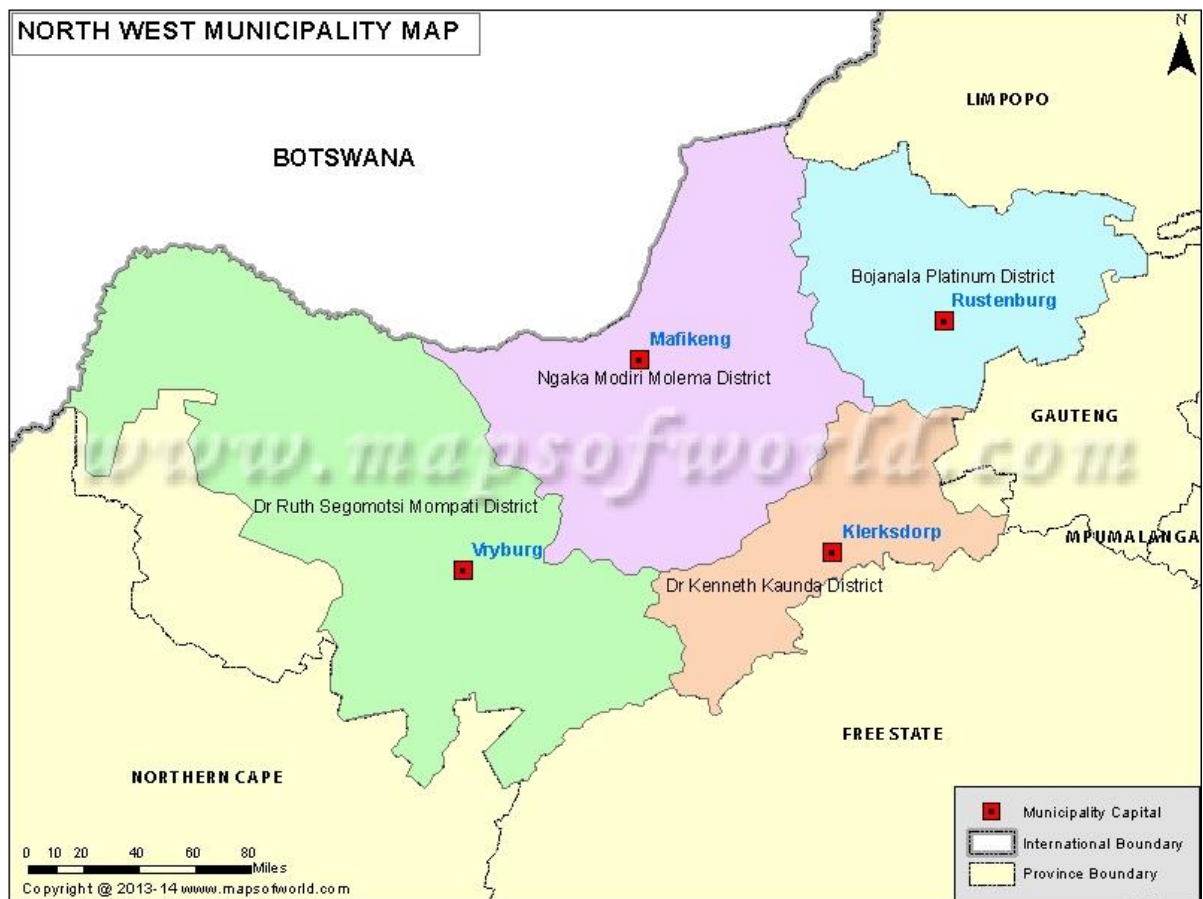 NORTH WEST MUNICIPALITY MAP
N
LIMPOPO
BOTSWANA
Bojanala Platinum District
Rustenburg
Mafikeng
Ngaka Modiri Molema District
GAUTENG
www.mapsofworld.com
Dr Ruth Segomotsi Mompati District
Vryburg
Klerksdorp
MPUMALANGA
Dr Kenneth Kaunda District
FREE STATE
NORTHERN CAPE
Municipality Capital
International Boundary
Province Boundary
0 10 20 40 60 80
Miles
Copyright @ 2013-14 www.mapsofworld.com